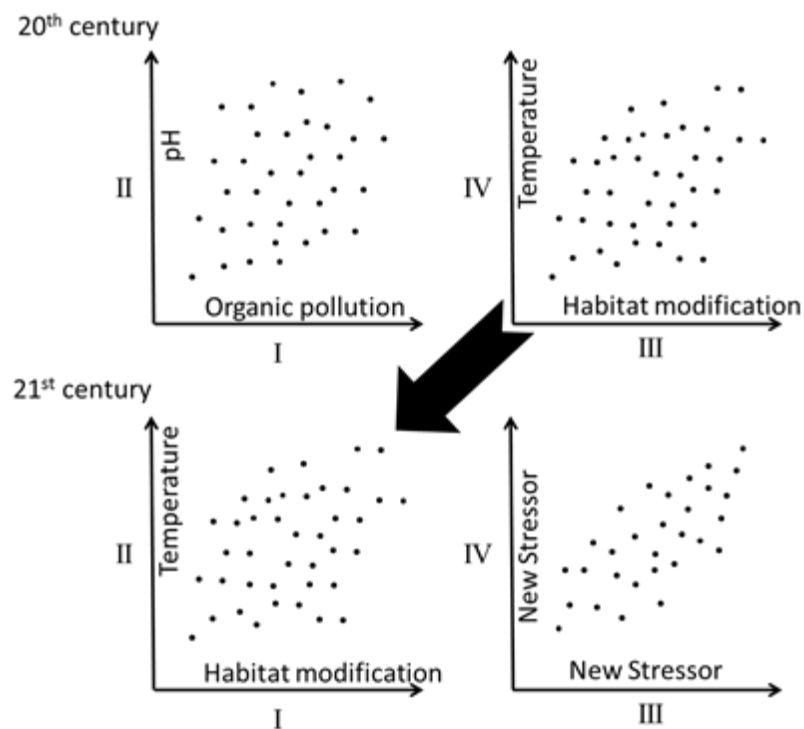 20th century
II
pH
Organic pollution
I
IV
Temperature
Habitat modification
III
21st century
II
Temperature
Habitat modification
I
IV
New Stressor
New Stressor
III